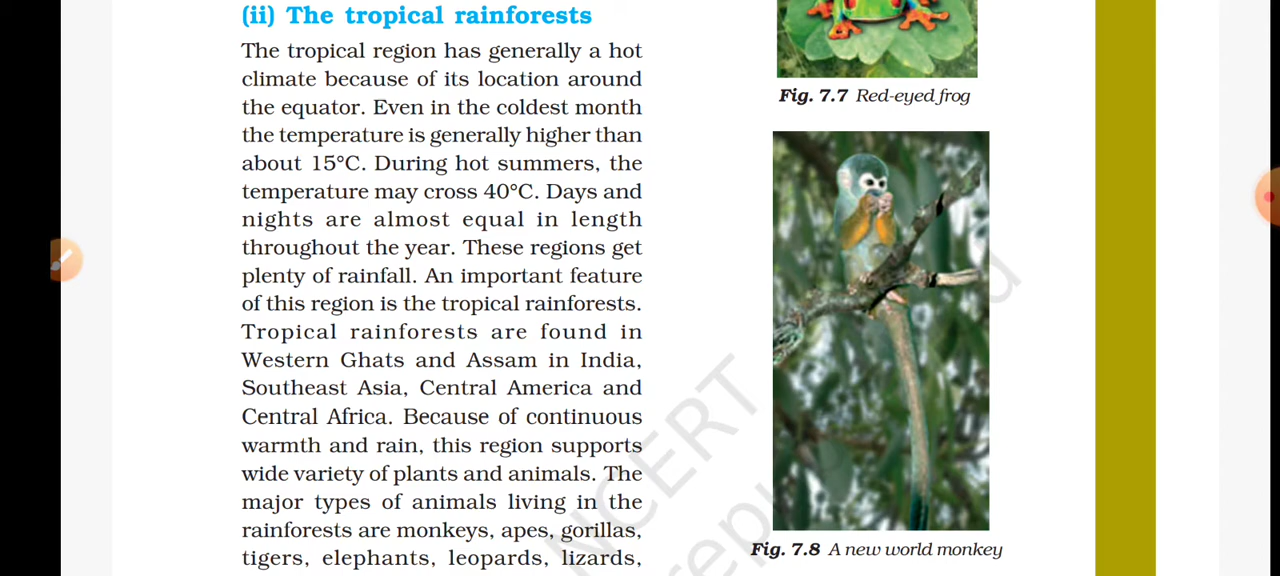 (ii) The tropical rainforests
The tropical region has generally a hot
climate because of its location around
the equator. Even in the coldest month
the temperature is generally higher than
about 15°C. During hot summers, the
temperature may cross 40°C. Days and
nights are almost equal in length
throughout the year. These regions get
plenty of rainfall. An important feature
of this region is the tropical rainforests.
Tropical rainforests are found in
Western Ghats and Assam in India,
Southeast Asia, Central America and
Central Africa. Because of continuous
warmth and rain, this region supports
wide variety of plants and animals. The
major types of animals living in the
rainforests are monkeys, apes, gorillas,
tigers, elephants, leopards, lizards,
Fig. 7.7 Red-eyed frog
Fig. 7.8 A new world monkey
NCERT